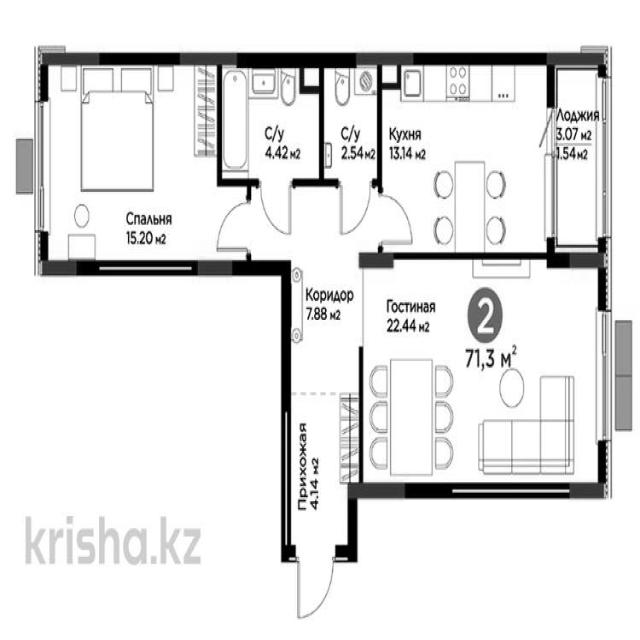 С/у
4.42 м2
С/у
2.54 м2
Кухня
13.14 м2
Лоджия
3.07 м2
1.54 м2
Спальня
15.20 м2
Коридор
7.88 м2
Гостиная
22.44 м2
2
71,3 м2
Прихожая
4.14 м2
krisha.kz